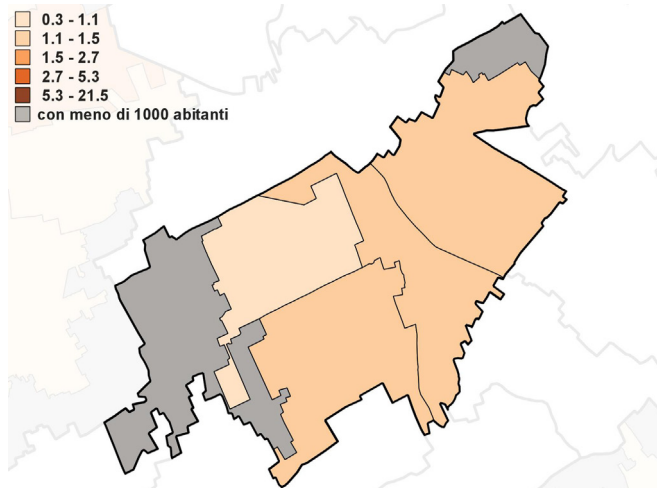 0.3 - 1.1
1.1 - 1.5
1.5 - 2.7
2.7 - 5.3
5.3 - 21.5
con meno di 1000 abitanti